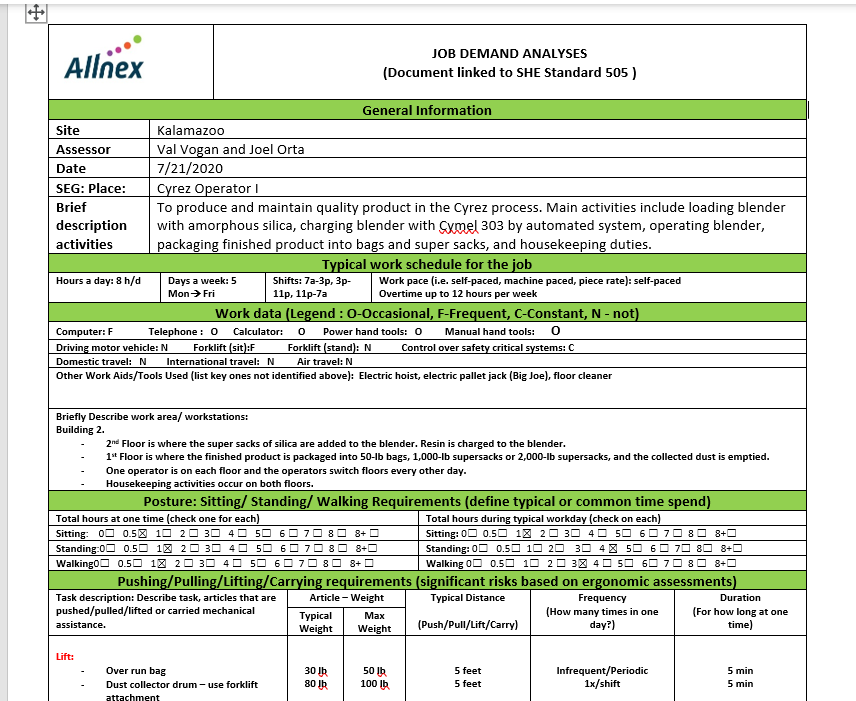 Allnex
JOB DEMAND ANALYSES
(Document linked to SHE Standard 505 )
General Information
Site Kalamazoo
Assessor Val Vogan and Joel Orta
Date 7/21/2020
SEG: Place: Cyrez Operator I
Brief description activities To produce and maintain quality product in the Cyrez process. Main activities include loading blender
with amorphous silica, charging blender with Cymel 303 by automated system, operating blender,
packaging finished product into bags and super sacks, and housekeeping duties.
Typical work schedule for the job
Hours a day: 8 h/d Days a week: 5 Shifts: 7a-3p, 3p- Work pace (i.e. self-paced, machine paced, piece rate): self-paced
Mon→Fri 11p, 11p-7a Overtime up to 12 hours per week
Work data (Legend : O-Occasional, F-Frequent, C-Constant, N - not)
Computer: F Telephone : O Calculator: O Power hand tools: O Manual hand tools: O
Driving motor vehicle: N Forklift (sit):F Forklift (stand): N Control over safety critical systems: C
Domestic travel: N International travel: N Air travel: N
Other Work Aids/Tools Used (list key ones not identified above): Electric hoist, electric pallet jack (Big Joe), floor cleaner
Briefly Describe work area/ workstations:
Building 2.
- 2nd Floor is where the super sacks of silica are added to the blender. Resin is charged to the blender.
- 1st Floor is where the finished product is packaged into 50-lb bags, 1,000-lb supersacks or 2,000-lb supersacks, and the collected dust is emptied.
- One operator is on each floor and the operators switch floors every other day.
- Housekeeping activities occur on both floors.
Posture: Sitting/ Standing/ Walking Requirements (define typical or common time spend)
Total hours at one time (check one for each) Total hours during typical workday (check on each)
Sitting: 0☐ 0.5☒ 1☐ 2 ☐ 3☐ 4 ☐ 5☐ 6 ☐ 7 ☐ 8 ☐ 8+ ☐ Sitting: 0☐ 0.5☐ 1☒ 2 ☐ 3☐ 4 ☐ 5☐ 6 ☐ 7 ☐ 8☐ 8+☐
Standing:0☐ 0.5☐ 1☒ 2 ☐ 3☐ 4 ☐ 5☐ 6 ☐ 7 ☐ 8 ☐ 8+☐ Standing: 0☐ 0.5☐ 1☐ 2☐ 3☐ 4 ☒ 5☐ 6 ☐ 7☐ 8☐ 8+☐
Walking0☐ 0.5☐ 1☒ 2 ☐ 3☐ 4 ☐ 5☐ 6 ☐ 7 ☐ 8 ☐ 8+ ☐ Walking 0☐ 0.5☐ 1☐ 2☐ 3☒ 4 ☐ 5☐ 6☐ 7☐ 8 ☐ 8+ ☐
Pushing/Pulling/Lifting/Carrying requirements (significant risks based on ergonomic assessments)
Task description: Describe task, articles that are pushed/pulled/lifted or carried mechanical assistance.
Article – Weight
Typical Weight
Max Weight
Typical Distance
(Push/Pull/Lift/Carry)
Frequency
(How many times in one day?)
Duration
(For how long at one time)
Lift:
- Over run bag 30 lb 50 lb 5 feet Infrequent/Periodic 5 min
- Dust collector drum – use forklift 80 lb 100 lb 5 feet 1x/shift 5 min
attachment